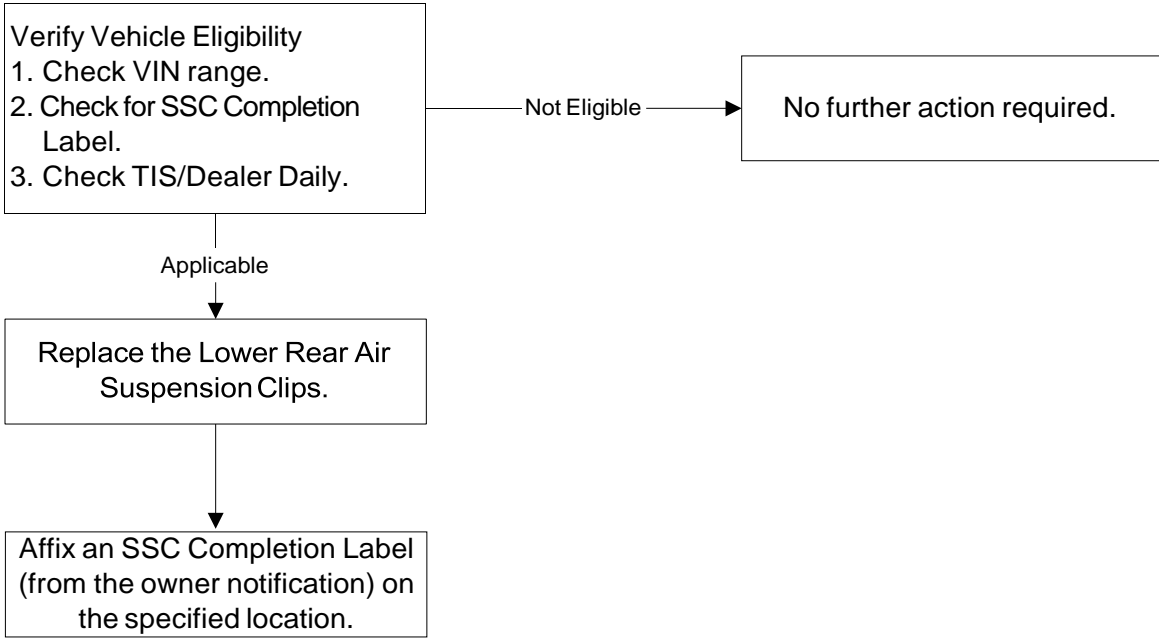 Verify Vehicle Eligibility
1. Check VIN range.
2. Check for SSC Completion
Label.
3. Check TIS/Dealer Daily.
Not Eligible
No further action required.
Applicable
Replace the Lower Rear Air
Suspension Clips.
Affix an SSC Completion Label
(from the owner notification) on
the specified location.